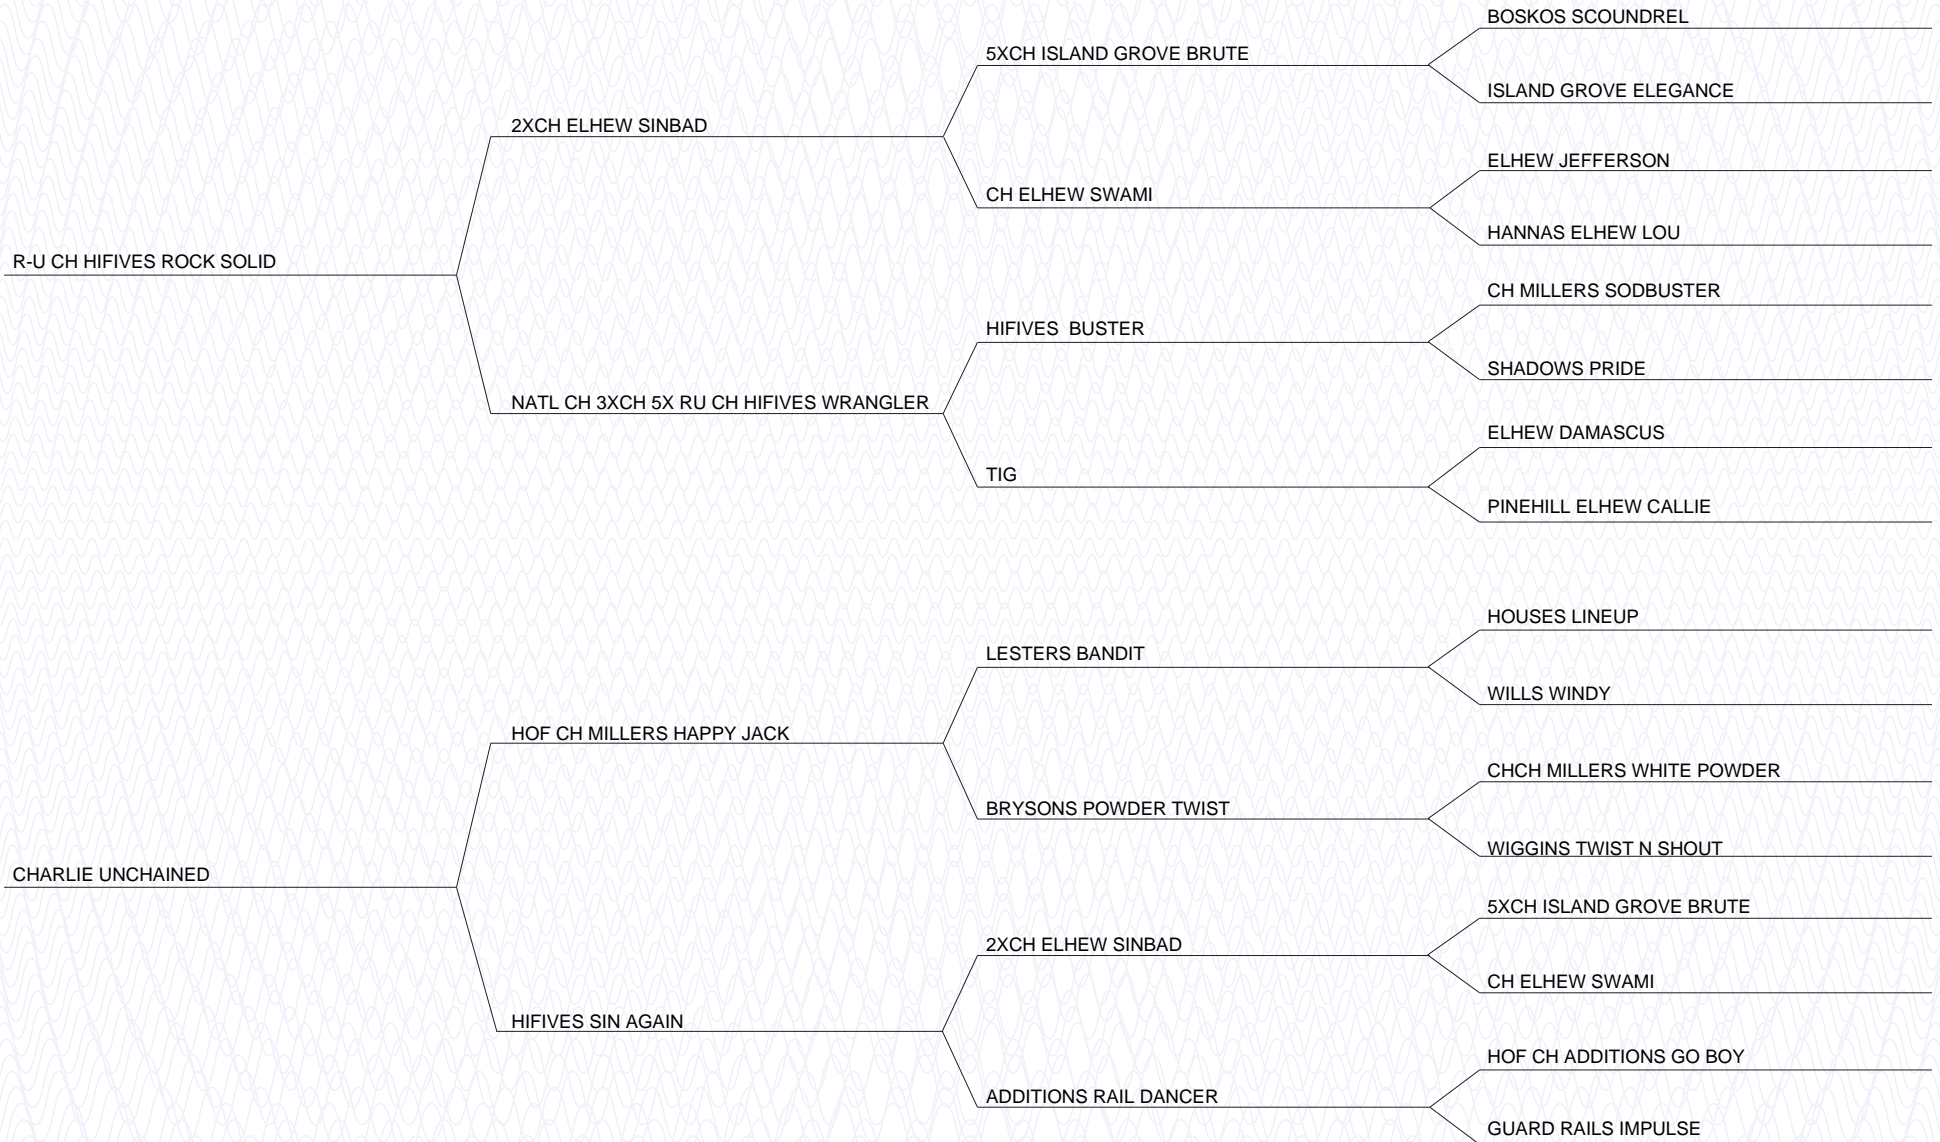 BOSKOS SCOUNDREL
5XCH ISLAND GROVE BRUTE
ISLAND GROVE ELEGANCE
2XCH ELHEW SINBAD
ELHEW JEFFERSON
CH ELHEW SWAMI
HANNAS ELHEW LOU
R-U CH HIFIVES ROCK SOLID
CH MILLERS SODBUSTER
HIFIVES  BUSTER
SHADOWS PRIDE
NATL CH 3XCH 5X RU CH HIFIVES WRANGLER
ELHEW DAMASCUS
TIG
PINEHILL ELHEW CALLIE
HOUSES LINEUP
LESTERS BANDIT
WILLS WINDY
HOF CH MILLERS HAPPY JACK
CHCH MILLERS WHITE POWDER
BRYSONS POWDER TWIST
WIGGINS TWIST N SHOUT
CHARLIE UNCHAINED
5XCH ISLAND GROVE BRUTE
2XCH ELHEW SINBAD
CH ELHEW SWAMI
HIFIVES SIN AGAIN
HOF CH ADDITIONS GO BOY
ADDITIONS RAIL DANCER
GUARD RAILS IMPULSE